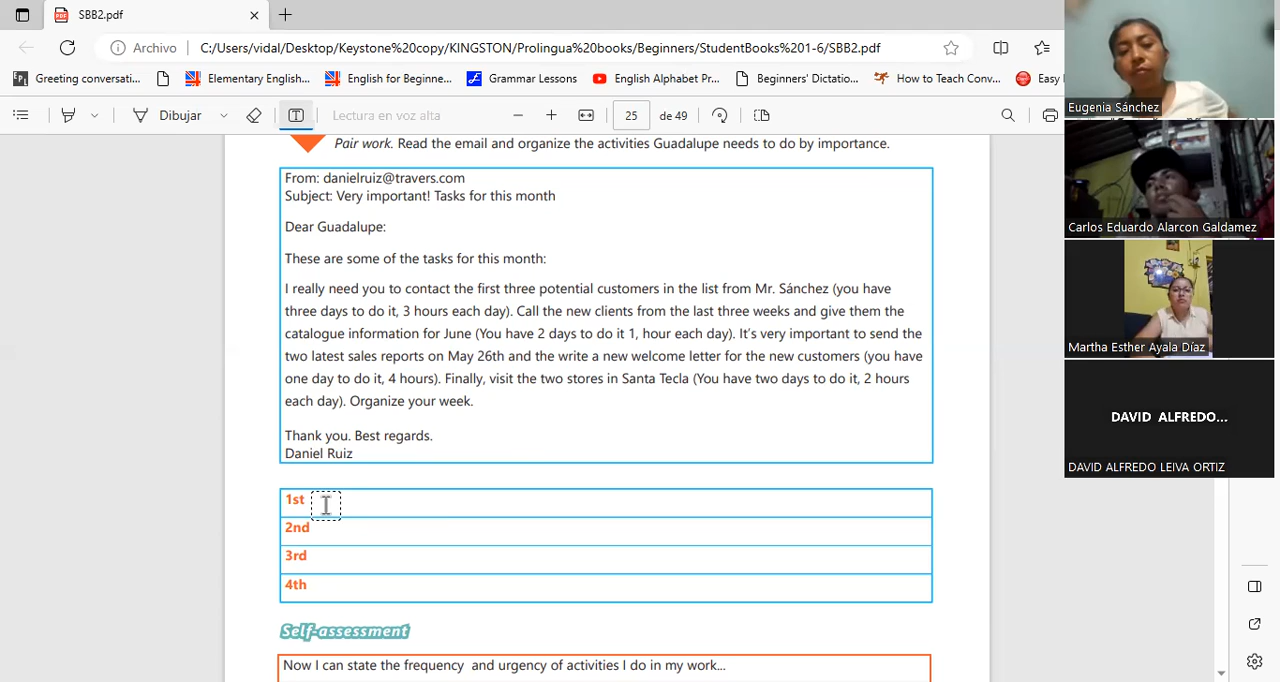 SBB2.pdf
Archivo
C:/Users/vidal/Desktop/Keystone%20copy/KINGSTON/Prolingua%20books/Beginners/StudentBooks%201-6/SBB2.pdf
Greeting conversati...
Elementary English...
English for Beginne...
Grammar Lessons
English Alphabet Pr...
Beginners' Dictatio...
How to Teach Conv...
Easy
Dibujar
Lectura en voz alta
25
de 49
Pair work. Read the email and organize the activities Guadalupe needs to do by importance.
From: danielruiz@travers.com
Subject: Very important! Tasks for this month
Dear Guadalupe:
These are some of the tasks for this month:
I really need you to contact the first three potential customers in the list from Mr. Sánchez (you have
three days to do it, 3 hours each day). Call the new clients from the last three weeks and give them the
catalogue information for June (You have 2 days to do it 1, hour each day). It's very important to send the
two latest sales reports on May 26th and the write a new welcome letter for the new customers (you have
one day to do it, 4 hours). Finally, visit the two stores in Santa Tecla (You have two days to do it, 2 hours
each day). Organize your week.
Thank you. Best regards.
Daniel Ruiz
1st
2nd
3rd
4th
Self-assessment
Now I can state the frequency and urgency of activities I do in my work...
Eugenia Sánchez
Carlos Eduardo Alarcon Galdamez
Martha Esther Ayala Díaz
DAVID ALFREDO...
DAVID ALFREDO LEIVA ORTIZ